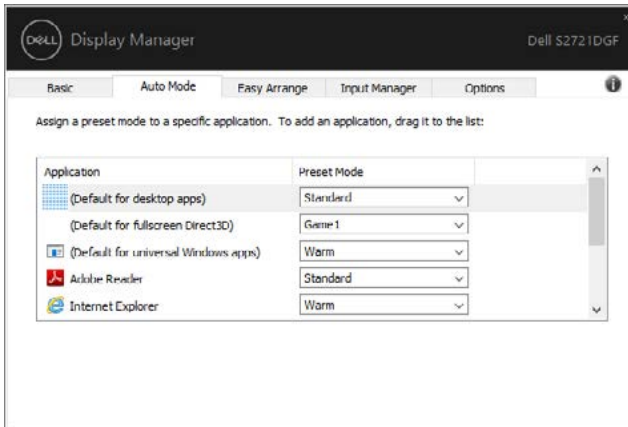 DELL Display Manager
Dell S2721DGF
Basic Auto Mode Easy Arrange Input Manager Options
Assign a preset mode to a specific application. To add an application, drag it to the list:
Application Preset Mode
(Default for desktop apps) Standard
(Default for fullscreen Direct3D) Game1
(Default for universal Windows apps) Warm
Adobe Reader Standard
Internet Explorer Warm